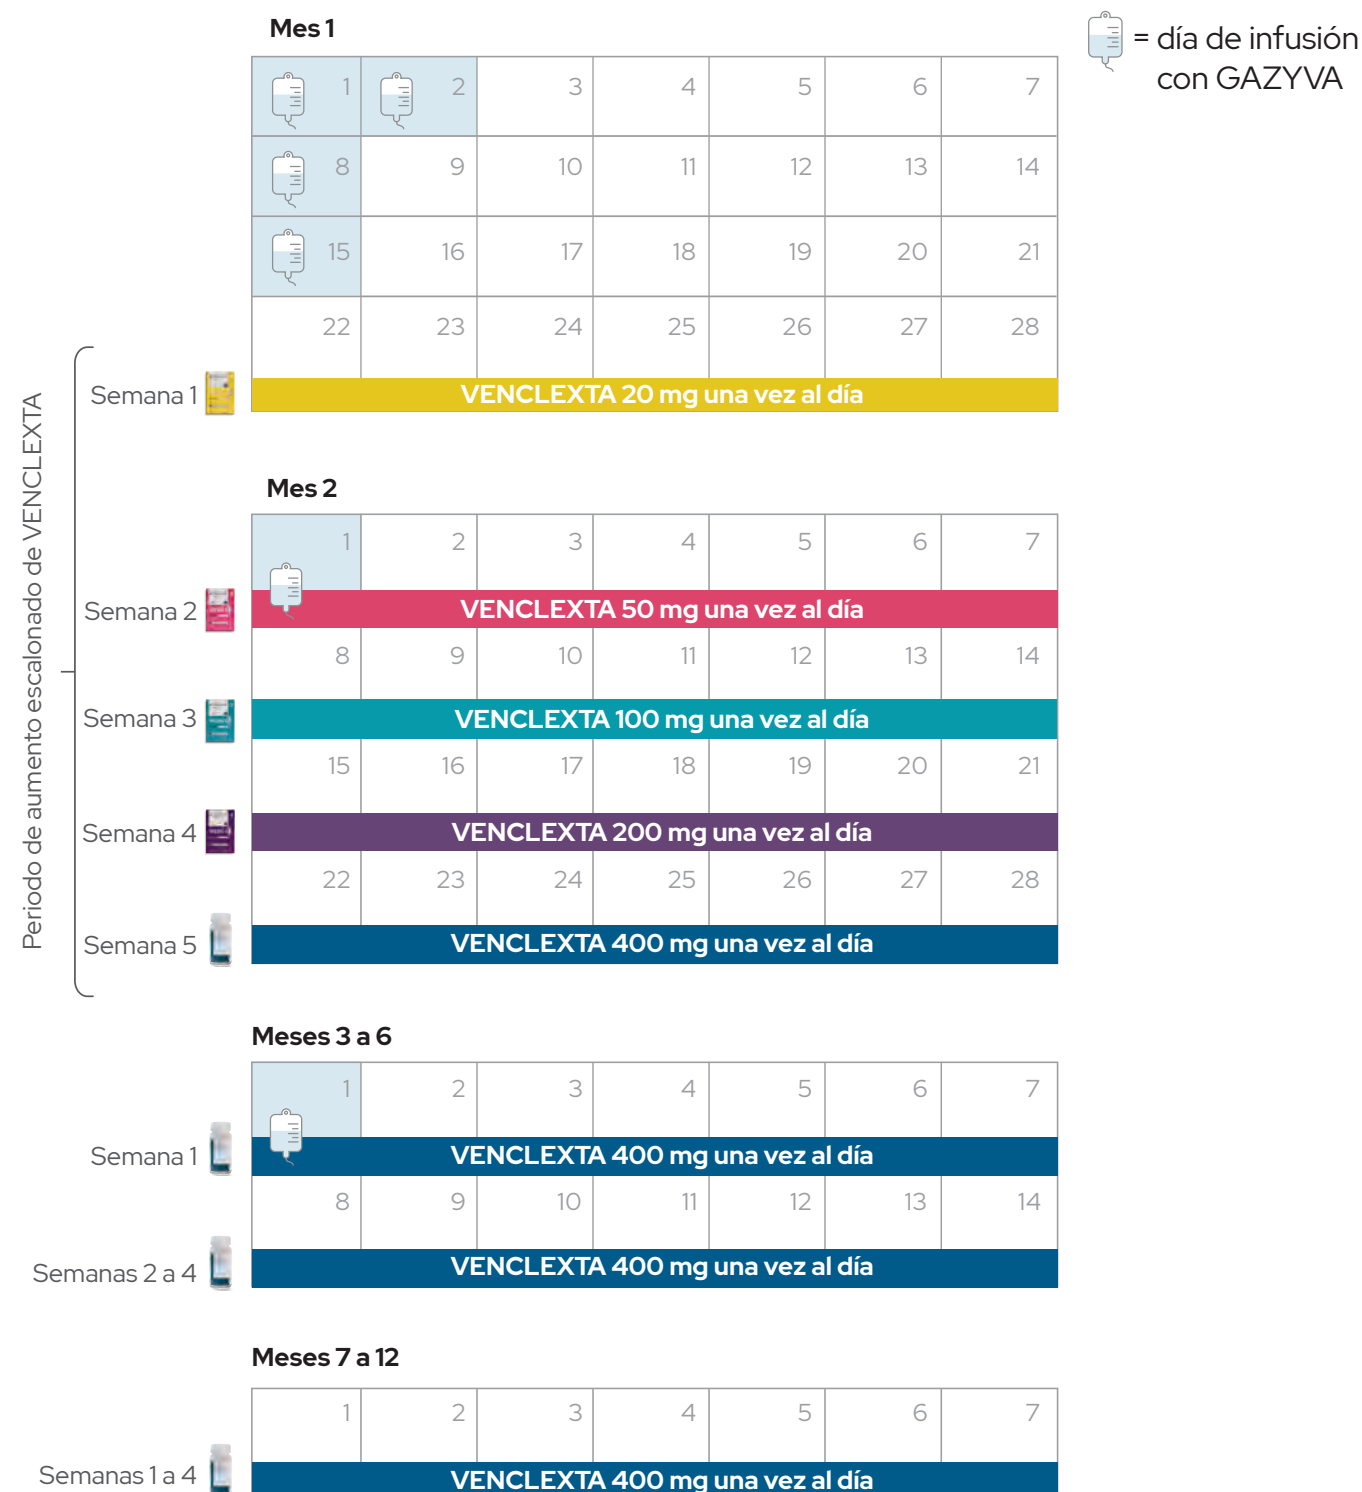 Mes 1
= día de infusión
con GAZYVA
1 2 3 4 5 6 7
8 9 10 11 12 13 14
15 16 17 18 19 20 21
22 23 24 25 26 27 28
Periodo de aumento escalonado de VENCLEXTA
Semana 1 VENCLEXTA 20 mg una vez al día
Mes 2
1 2 3 4 5 6 7
Semana 2 VENCLEXTA 50 mg una vez al día
8 9 10 11 12 13 14
Semana 3 VENCLEXTA 100 mg una vez al día
15 16 17 18 19 20 21
Semana 4 VENCLEXTA 200 mg una vez al día
22 23 24 25 26 27 28
Semana 5 VENCLEXTA 400 mg una vez al día
Meses 3 a 6
1 2 3 4 5 6 7
Semana 1 VENCLEXTA 400 mg una vez al día
8 9 10 11 12 13 14
Semanas 2 a 4 VENCLEXTA 400 mg una vez al día
Meses 7 a 12
1 2 3 4 5 6 7
Semanas 1 a 4 VENCLEXTA 400 mg una vez al día